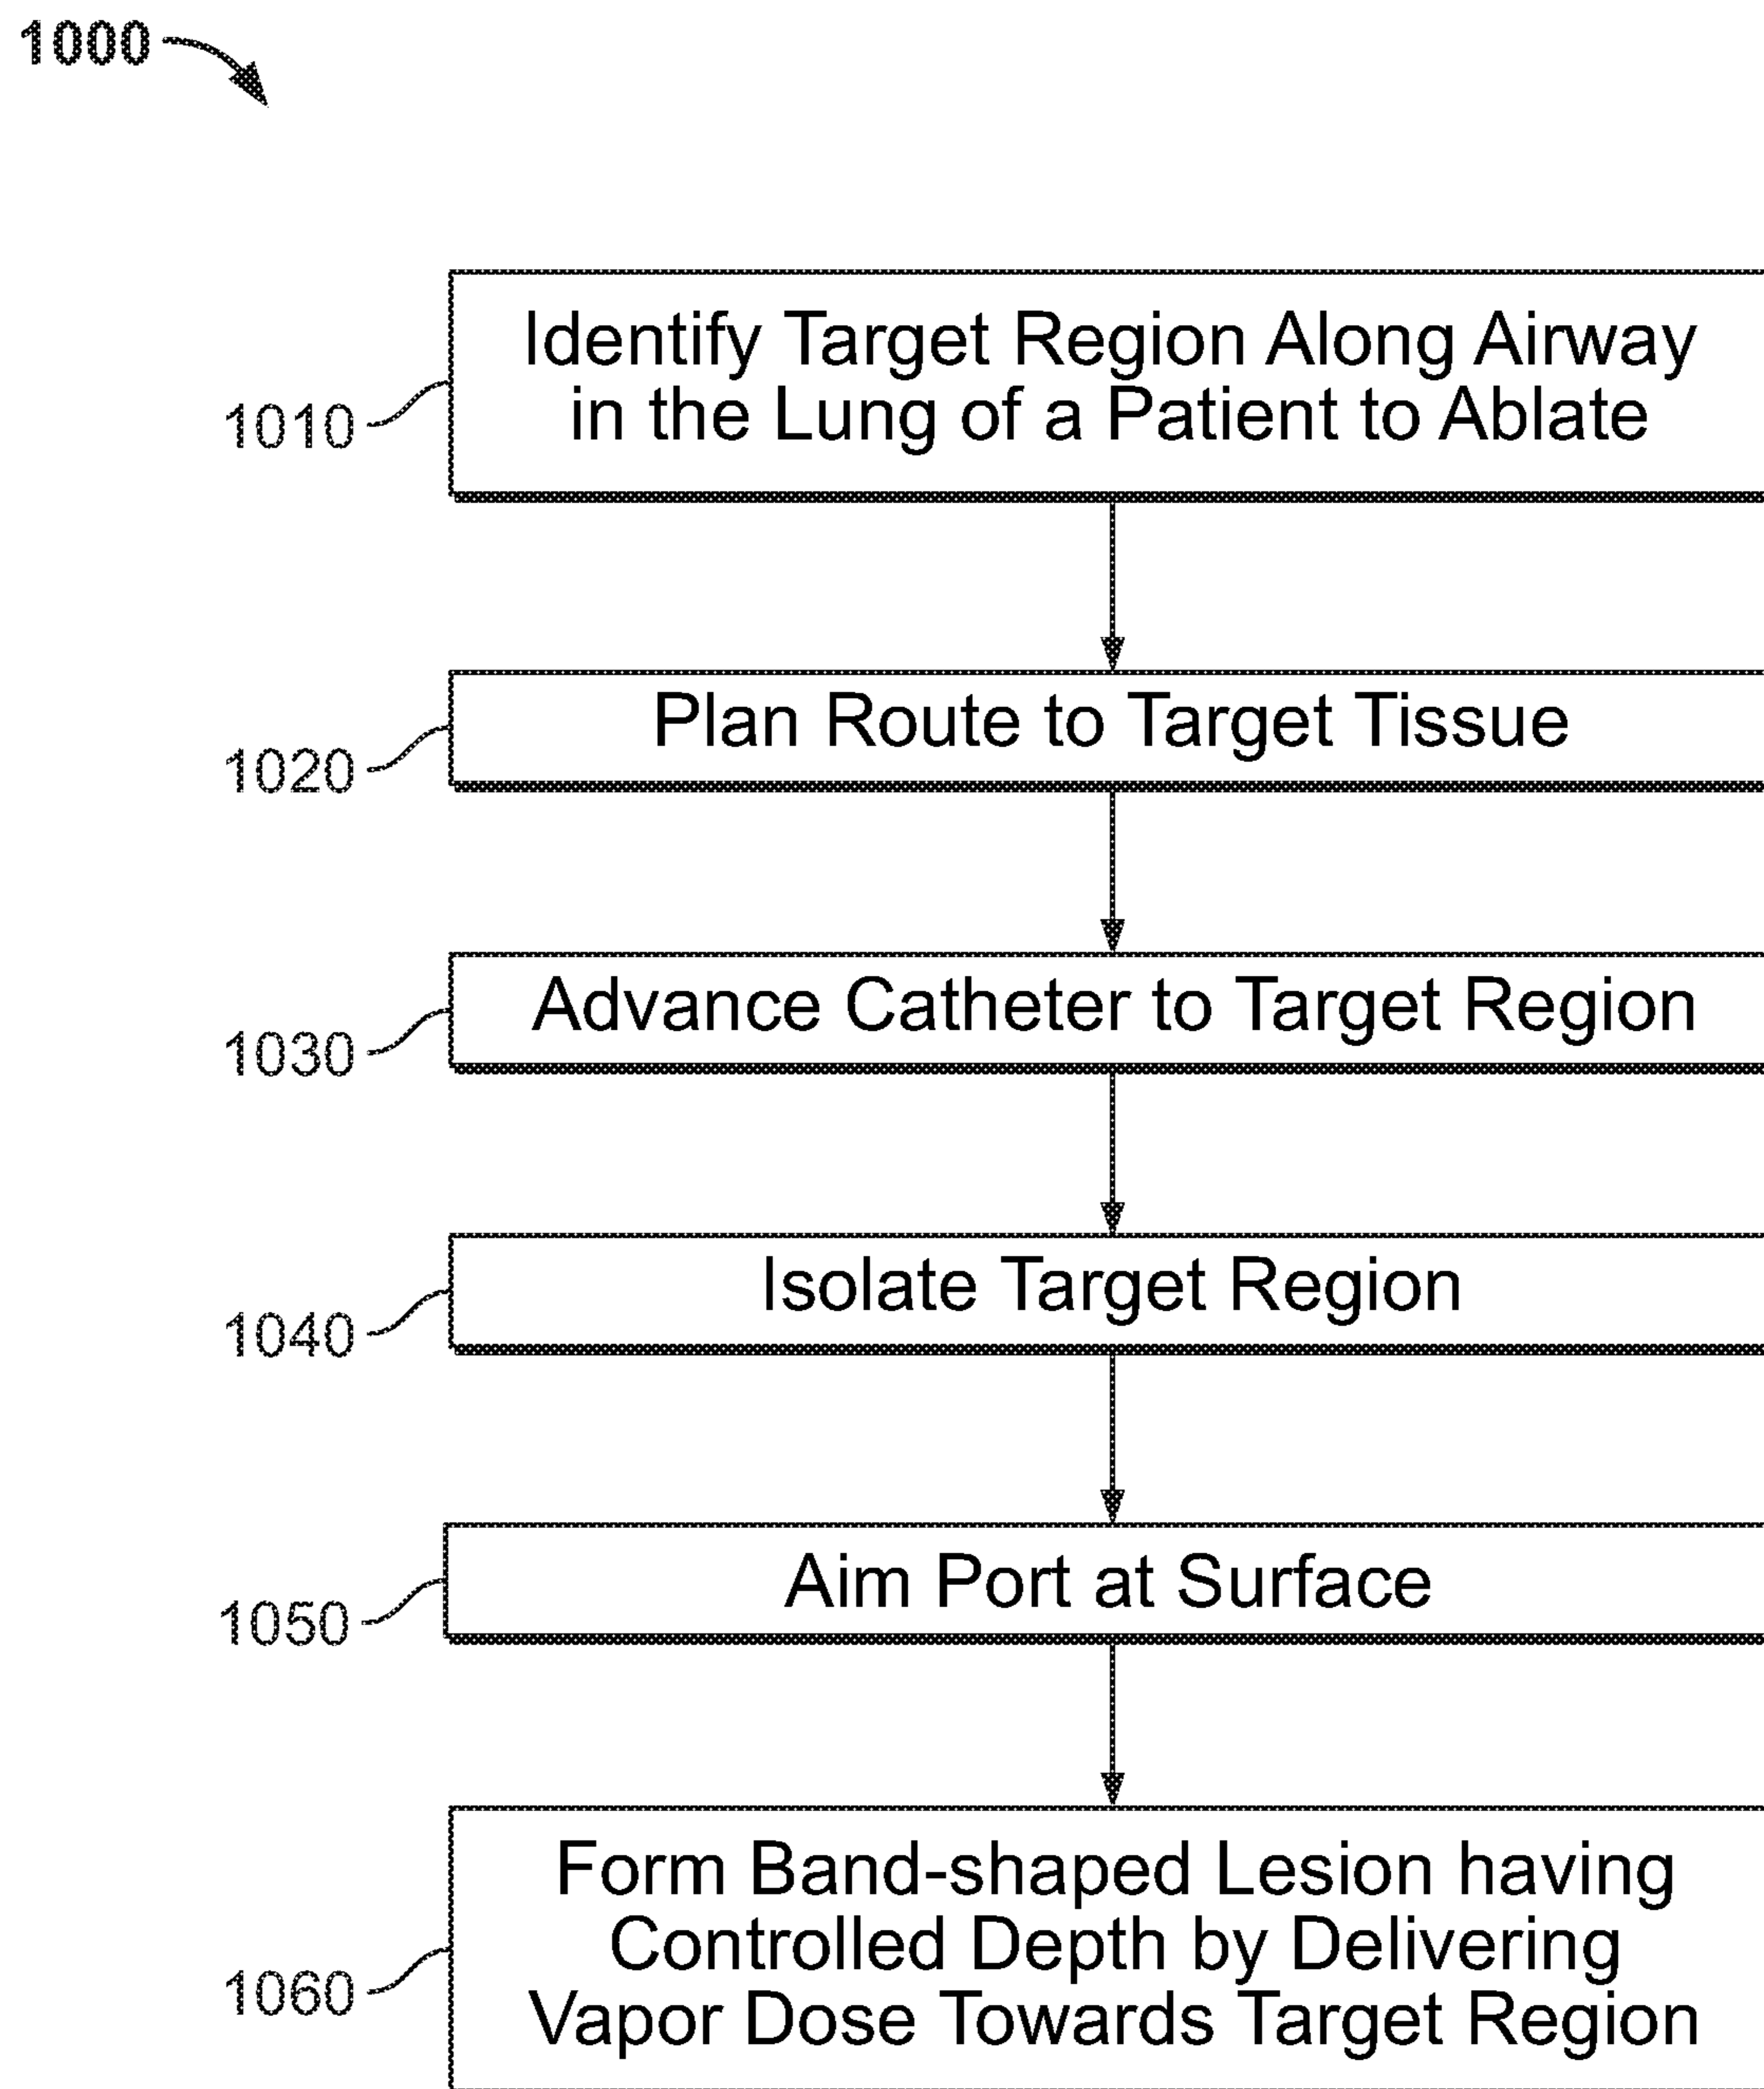 1000
Identify Target Region Along Airway
in the Lung of a Patient to Ablate
1010
Plan Route to Target Tissue
1020
Advance Catheter to Target Region
1030
Isolate Target Region
1040
Aim Port at Surface
1050
Form Band-shaped Lesion having
Controlled Depth by Delivering
Vapor Dose Towards Target Region
1060